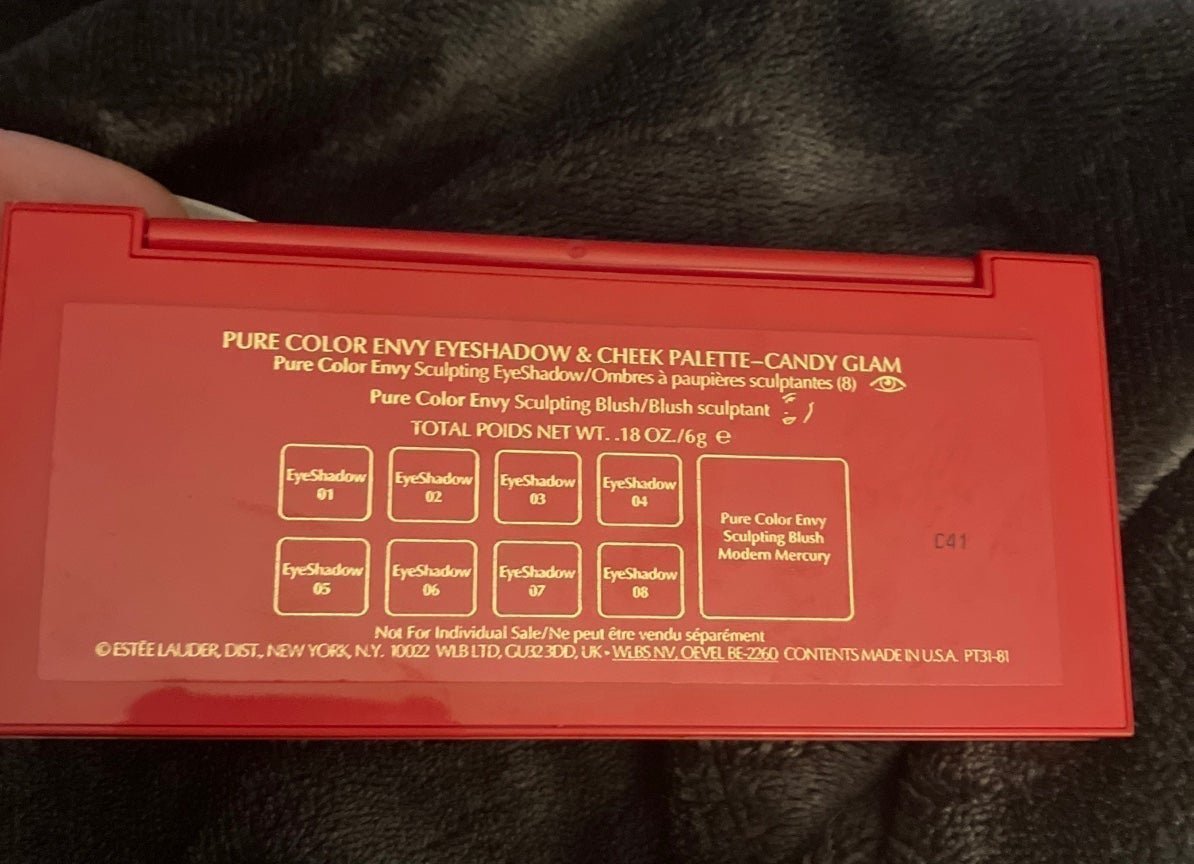 PURE COLOR ENVY EYESHADOW & CHEEK PALETTE–CANDY GLAM
Pure Color Envy Sculpting EyeShadow/Ombres à paupières sculptantes (8)
Pure Color Envy Sculpting Blush/Blush sculptant
TOTAL POIDS NET WT. .18 OZ./6g e
EyeShadow
01
EyeShadow
02
EyeShadow
03
EyeShadow
04
EyeShadow
05
EyeShadow
06
EyeShadow
07
EyeShadow
08
Pure Color Envy
Sculpting Blush
Modern Mercury
C41
Not For Individual Sale/Ne peut être vendu séparément
© ESTĒE LAUDER, DIST., NEW YORK, N.Y. 10022 WLB LTD, GU32 3DD, UK • WLBS NV, OEVEL BE-2260 CONTENTS MADE IN U.S.A. PT31-81